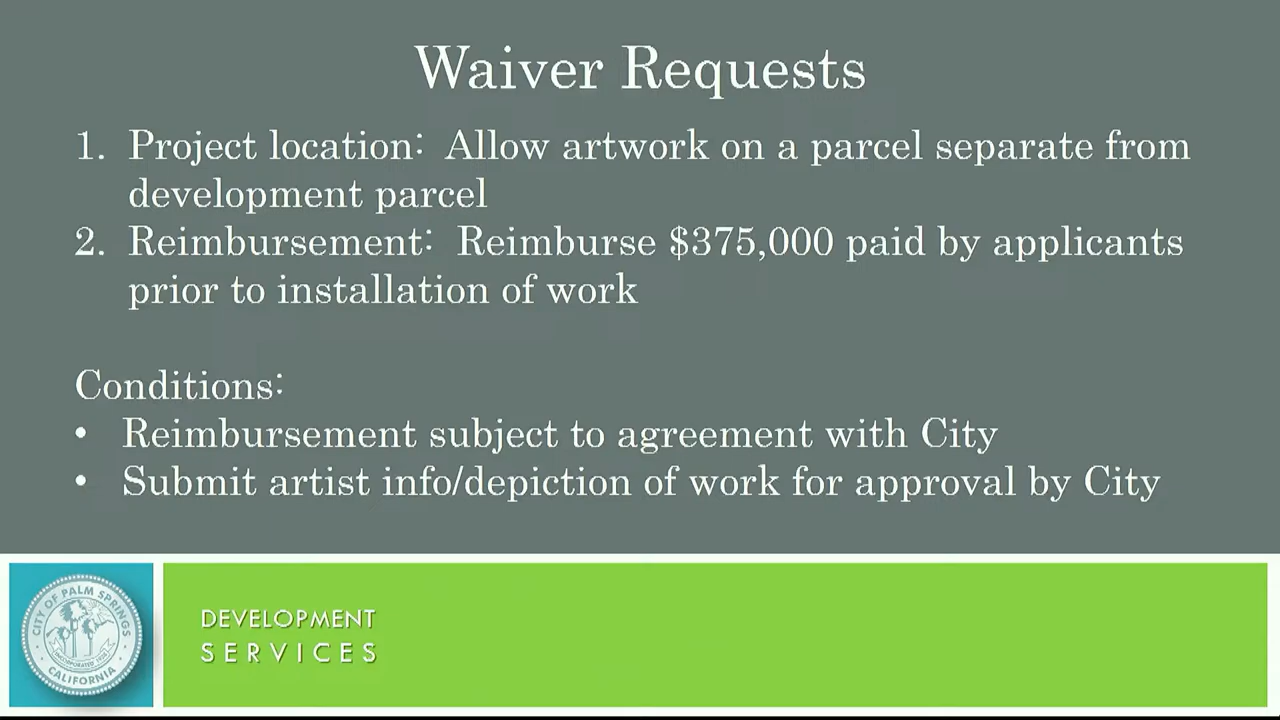 Waiver Requests
1. Project location: Allow artwork on a parcel separate from
development parcel
2. Reimbursement: Reimburse $375,000 paid by applicants
prior to installation of work
Conditions:
• Reimbursement subject to agreement with City
• Submit artist info/depiction of work for approval by City
CITY OF PALM SPRINGS
CALIFORNIA
DEVELOPMENT
SERVICES